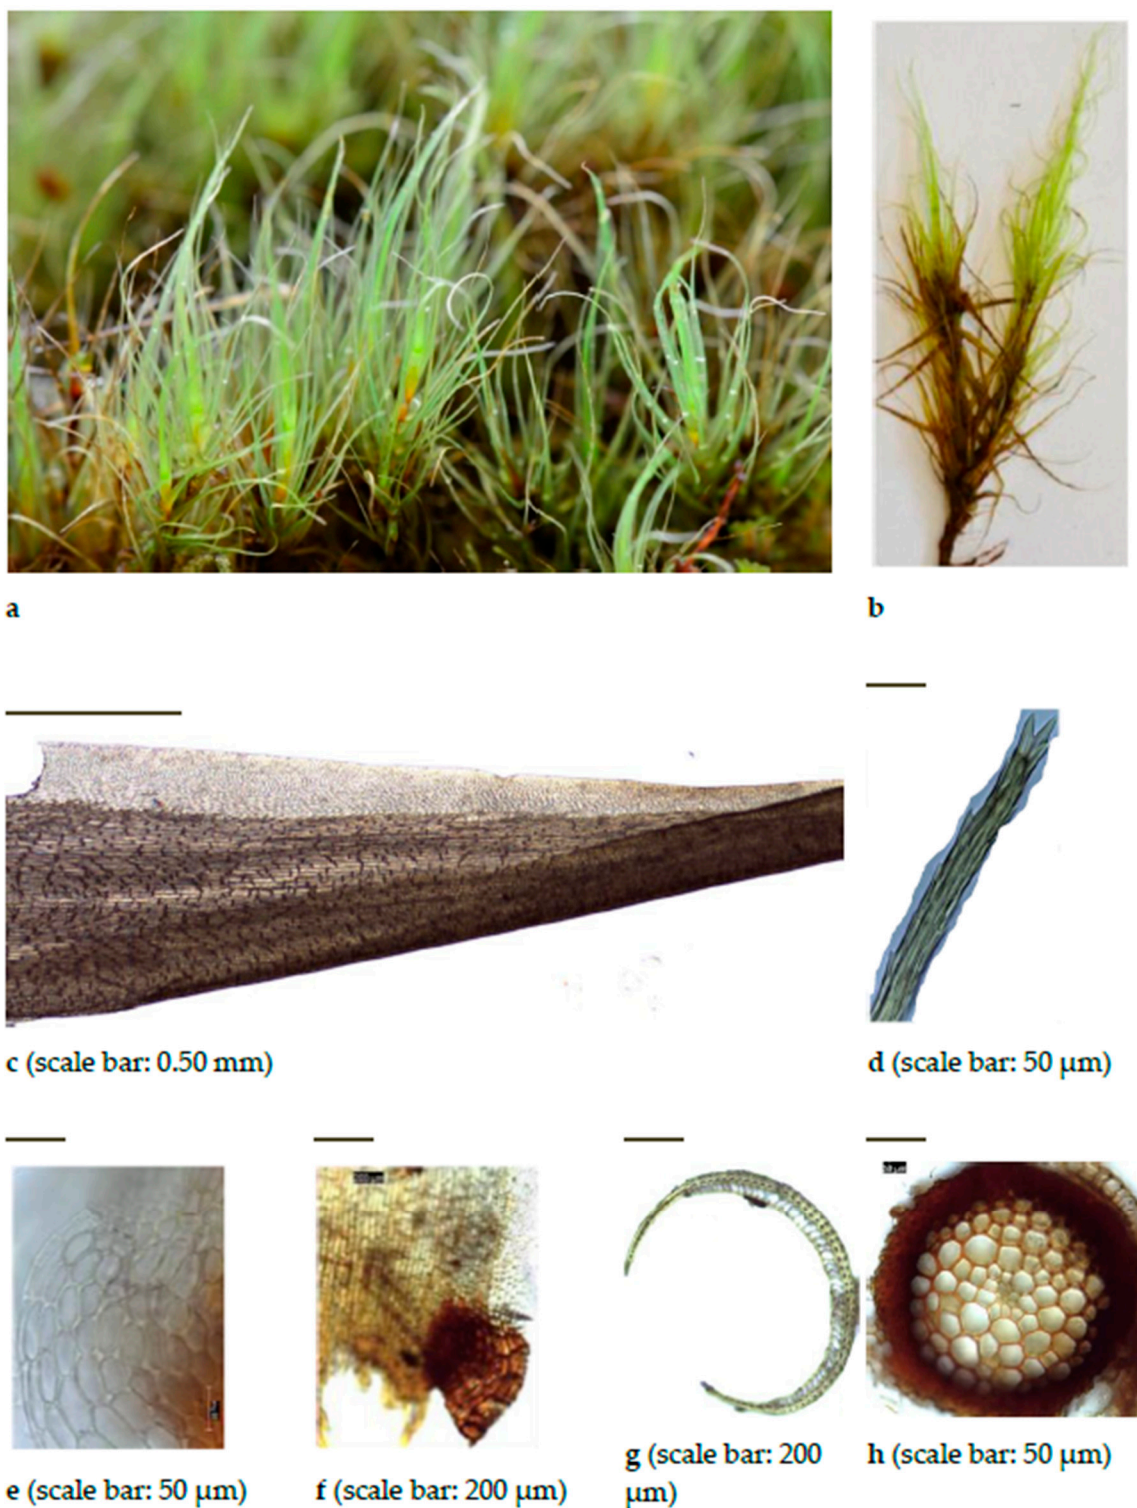 a
b
c (scale bar: 0.50 mm)
d (scale bar: 50 μm)
e (scale bar: 50 μm)
f (scale bar: 200 μm)
g (scale bar: 200
μm)
h (scale bar: 50 μm)